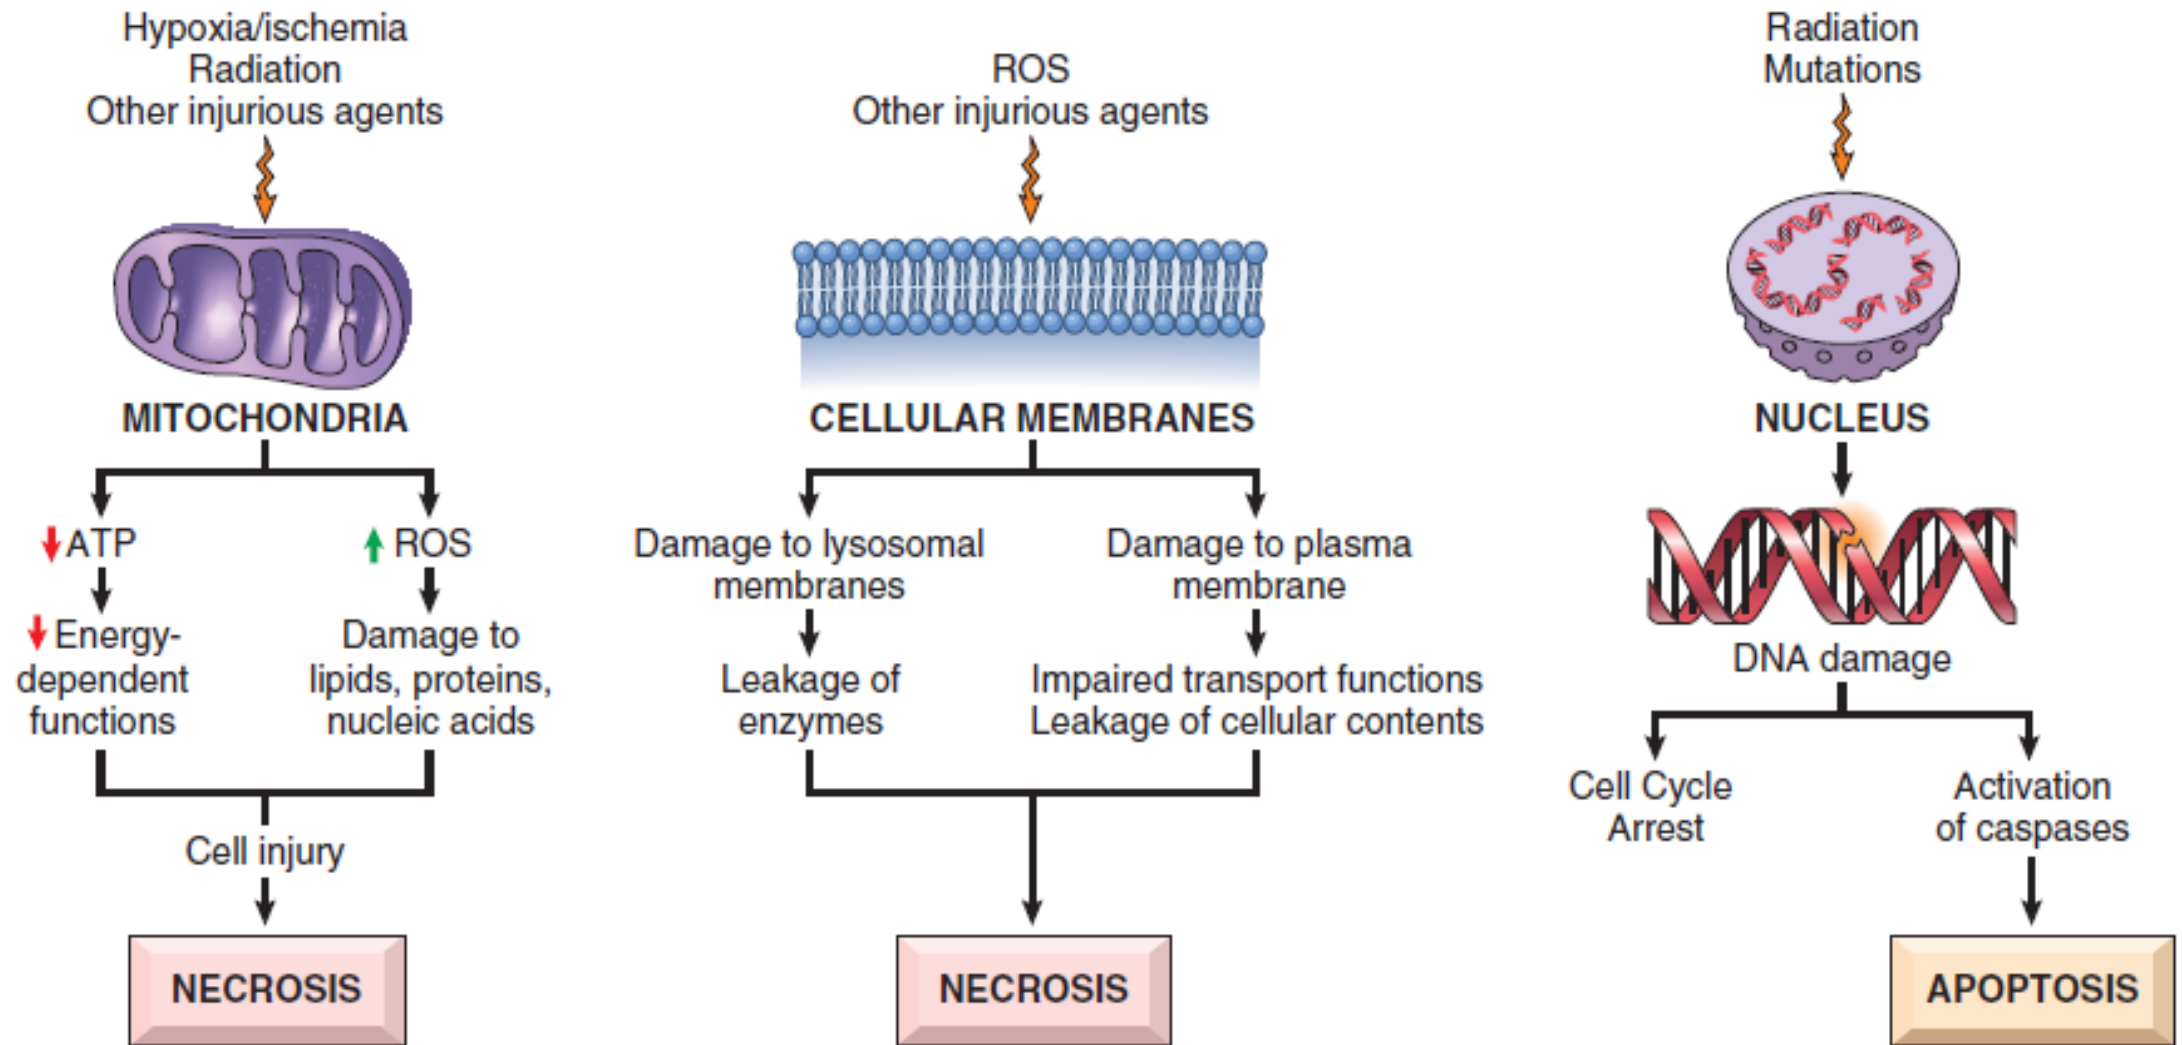 Hypoxia/ischemia
Radiation
Other injurious agents
MITOCHONDRIA
ATP
ROS
Energy-
dependent
functions
Damage to
lipids, proteins,
nucleic acids
Cell injury
NECROSIS
ROS
Other injurious agents
CELLULAR MEMBRANES
Damage to lysosomal
membranes
Damage to plasma
membrane
Leakage of
enzymes
Impaired transport functions
Leakage of cellular contents
NECROSIS
Radiation
Mutations
NUCLEUS
DNA damage
Cell Cycle
Arrest
Activation
of caspases
APOPTOSIS